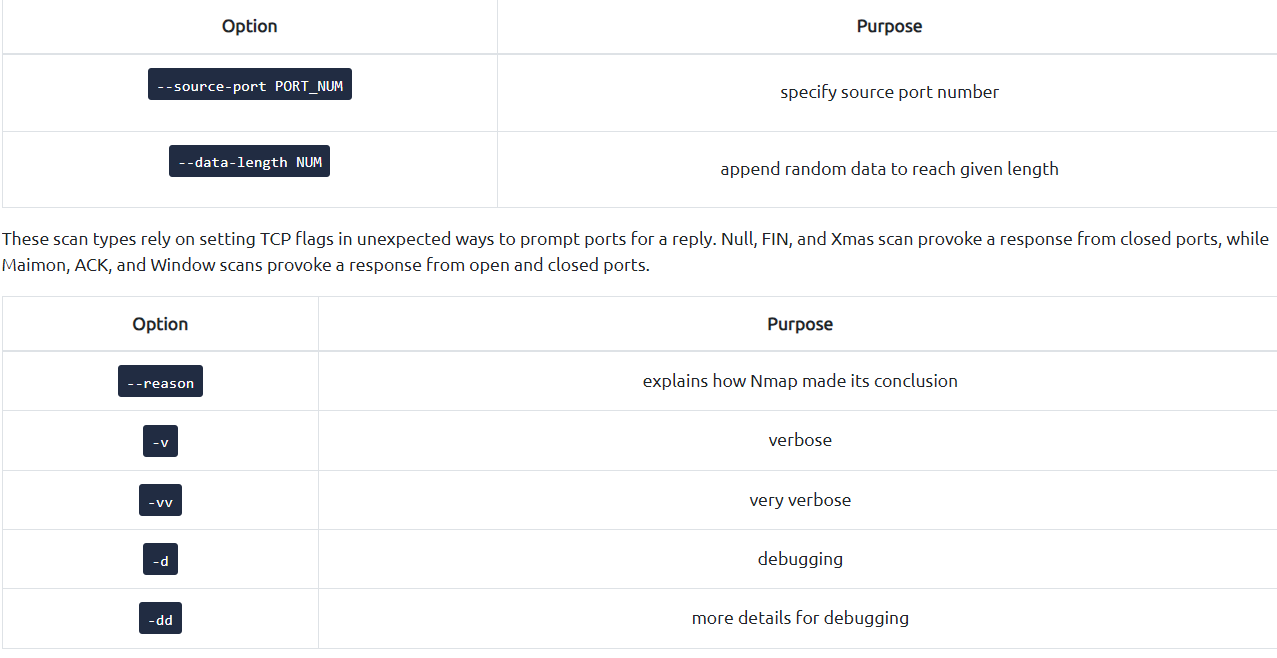 Option Purpose
--source-port PORT_NUM specify source port number
--data-length NUM append random data to reach given length
These scan types rely on setting TCP flags in unexpected ways to prompt ports for a reply. Null, FIN, and Xmas scan provoke a response from closed ports, while
Maimon, ACK, and Window scans provoke a response from open and closed ports.
Option Purpose
--reason explains how Nmap made its conclusion
-v verbose
-vv very verbose
-d debugging
-dd more details for debugging